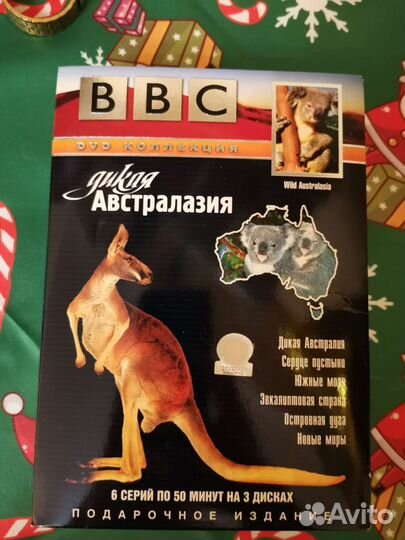 BBC
DVD КОЛЛЕКЦИЯ
Wild Australasia
дикая
Австралазия
Дикая Австралия
Сердце пустыни
Южные моря
Эвкалиптовая страна
Островная дуга
Новые миры
6 СЕРИЙ ПО 50 МИНУТ НА 3 ДИСКАХ
ПОДАРОЧНОЕ ИЗДАНИЕ
Avito